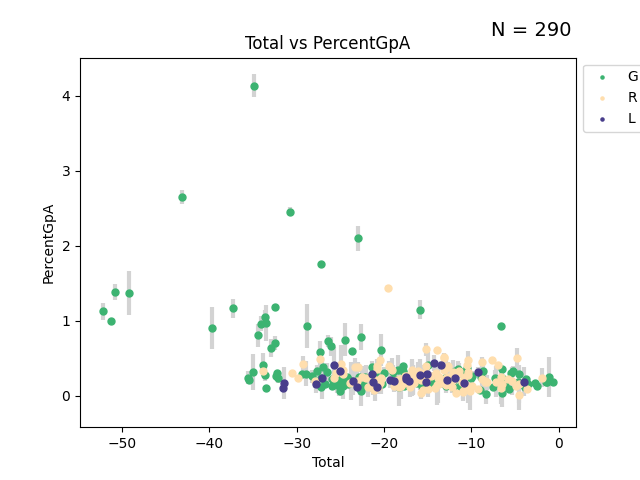 N = 290
Total vs PercentGpA
G
R
L
4
3
2
1
0
PercentGpA
−50
−40
−30
−20
−10
0
Total